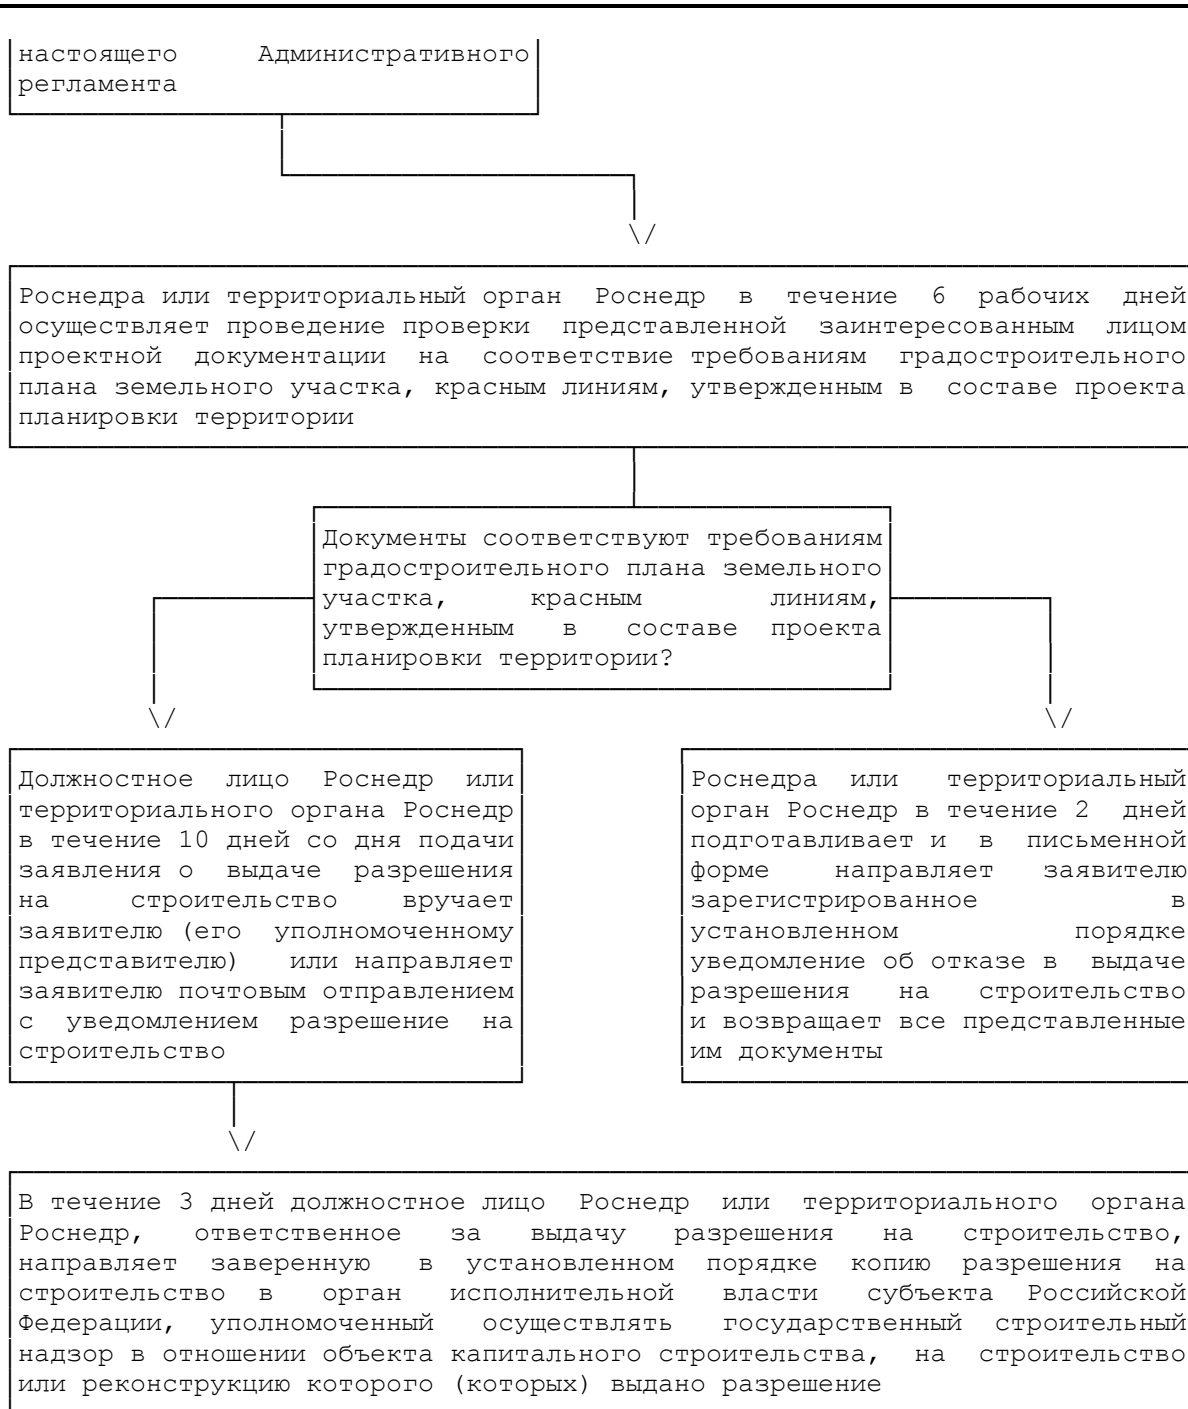 настоящего Административного
регламента
\/
Роснедра или территориальный орган Роснедр в течение 6 рабочих дней
осуществляет проведение проверки представленной заинтересованным лицом
проектной документации на соответствие требованиям градостроительного
плана земельного участка, красным линиям, утвержденным в составе проекта
планировки территории
Документы соответствуют требованиям
градостроительного плана земельного
участка, красным линиям,
утвержденным в составе проекта
планировки территории?
\/ \/
Должностное лицо Роснедр или
территориального органа Роснедр
в течение 10 дней со дня подачи
заявления о выдаче разрешения
на строительство вручает
заявителю (его уполномоченному
представителю) или направляет
заявителю почтовым отправлением
с уведомлением разрешение на
строительство
Роснедра или территориальный
орган Роснедр в течение 2 дней
подготавливает и в письменной
форме направляет заявителю
зарегистрированное в
установленном порядке
уведомление об отказе в выдаче
разрешения на строительство
и возвращает все представленные
им документы
\/
В течение 3 дней должностное лицо Роснедр или территориального органа
Роснедр, ответственное за выдачу разрешения на строительство,
направляет заверенную в установленном порядке копию разрешения на
строительство в орган исполнительной власти субъекта Российской
Федерации, уполномоченный осуществлять государственный строительный
надзор в отношении объекта капитального строительства, на строительство
или реконструкцию которого (которых) выдано разрешение